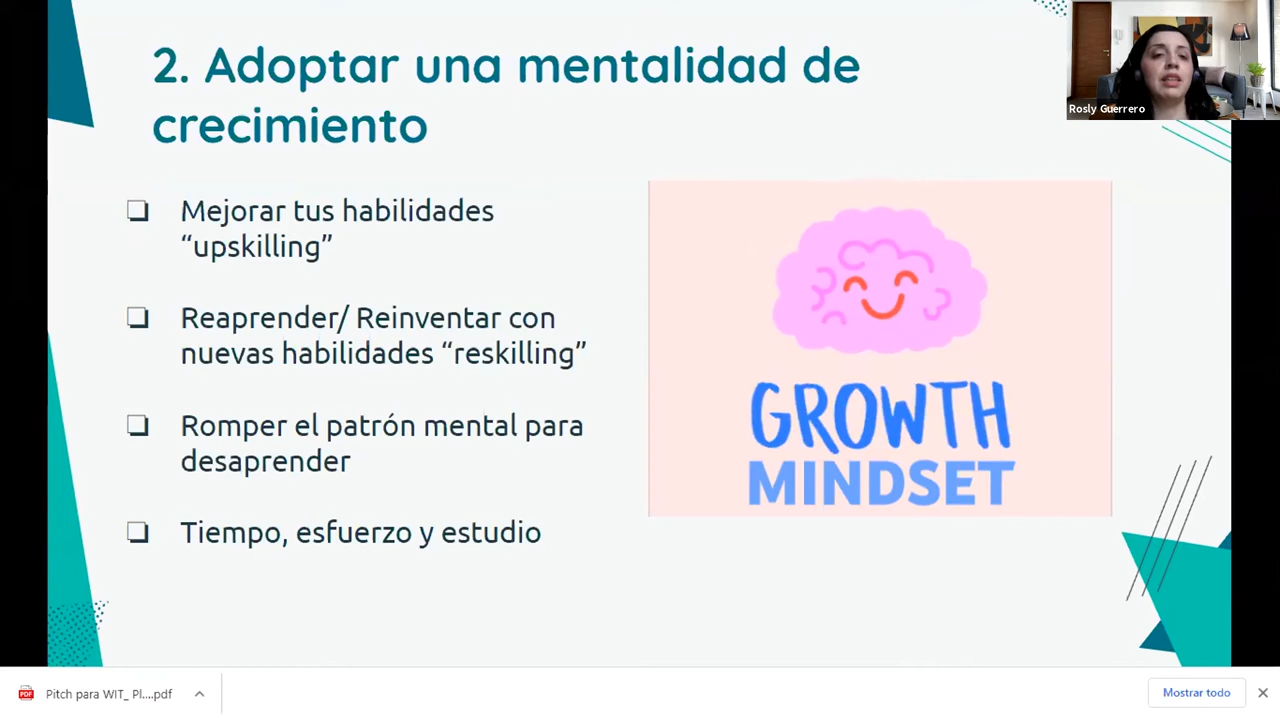 2. Adoptar una mentalidad de
crecimiento
Rosly Guerrero
Mejorar tus habilidades
“upskilling”
Reaprender/ Reinventar con
nuevas habilidades “reskilling”
Romper el patrón mental para
desaprender
Tiempo, esfuerzo y estudio
GROWTH
MINDSET
PDF
Pitch para WIT_ Pl....pdf
Mostrar todo